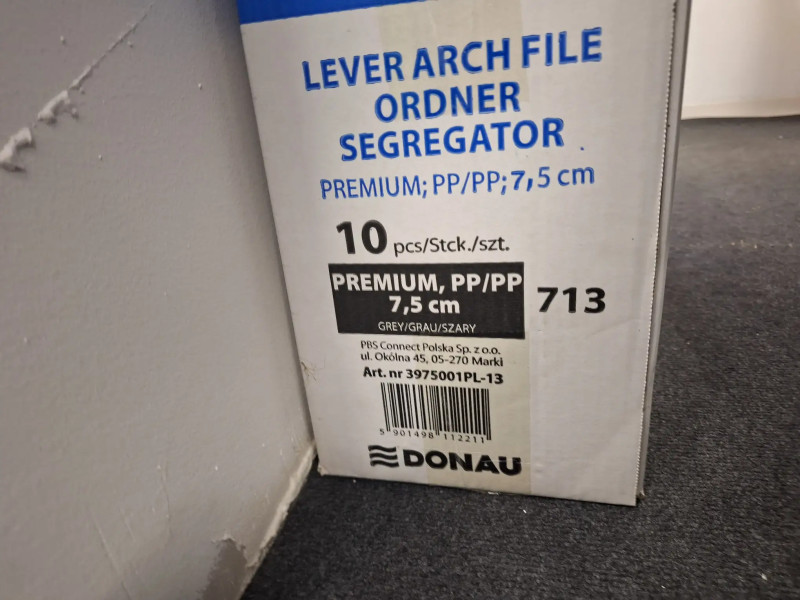 LEVER ARCH FILE
ORDNER
SEGREGATOR
PREMIUM; PP/PP; 7,5 cm
10 pcs/Stck./szt.
PREMIUM, PP/PP
7,5 cm
GREY/GRAU/SZARY
713
PBS Connect Polska Sp. z o.o.
ul. Okólna 45, 05-270 Marki
Art. nr 3975001PL-13
5 901498 112211
DONAU